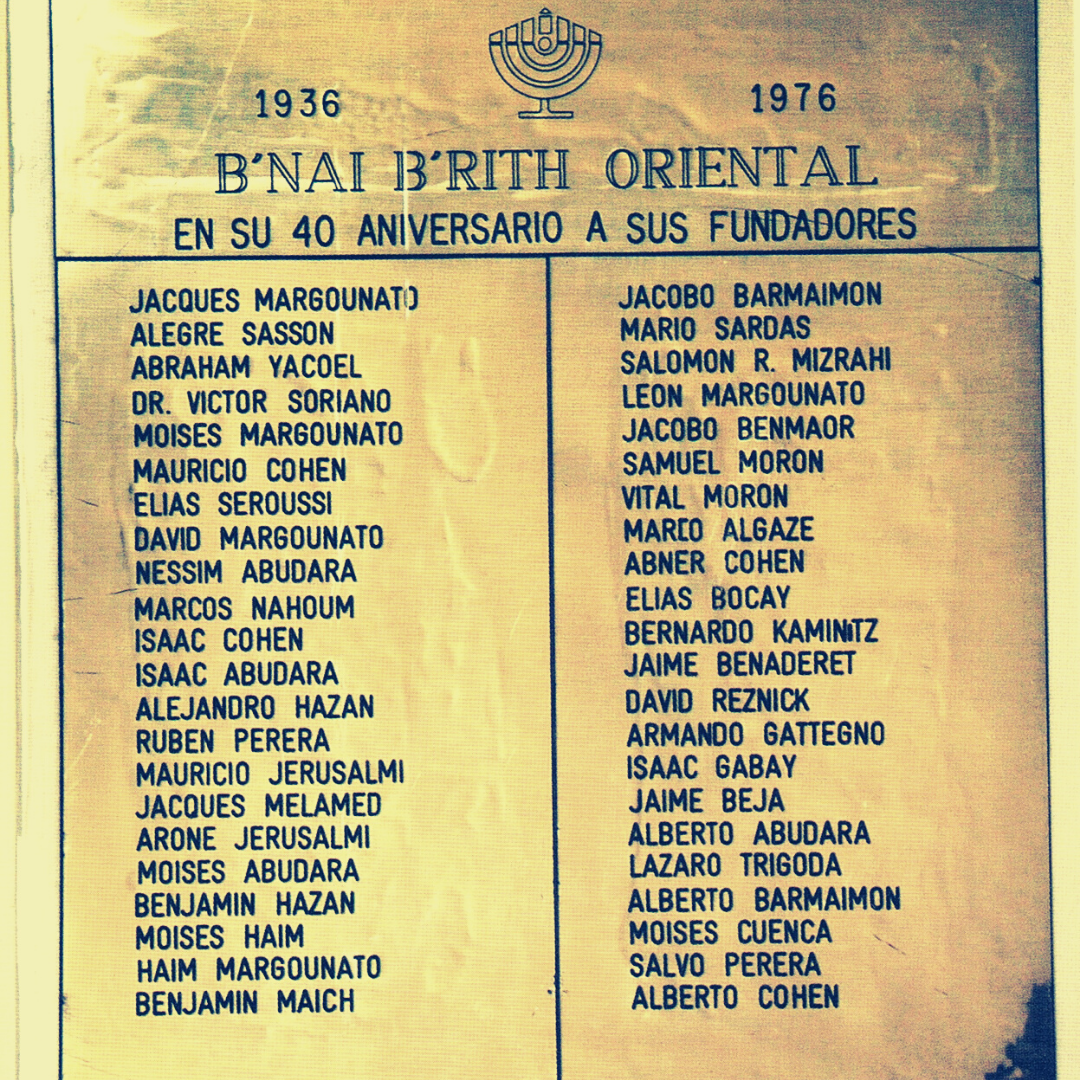 1936 1976
B'NAI B'RITH ORIENTAL
EN SU 40 ANIVERSARIO A SUS FUNDADORES
JACQUES MARGOUNATO
ALEGRE SASSON
ABRAHAM YACOEL
DR. VICTOR SORIANO
MOISES MARGOUNATO
MAURICIO COHEN
ELIAS SEROUSSI
DAVID MARGOUNATO
NESSIM ABUDARA
MARCOS NAHOUM
ISAAC COHEN
ISAAC ABUDARA
ALEJANDRO HAZAN
RUBEN PERERA
MAURICIO JERUSALMI
JACQUES MELAMED
ARONE JERUSALMI
MOISES ABUDARA
BENJAMIN HAZAN
MOISES HAIM
HAIM MARGOUNATO
BENJAMIN MAICH
JACOBO BARMAIMON
MARIO SARDAS
SALOMON R. MIZRAHI
LEON MARGOUNATO
JACOBO BENMAOR
SAMUEL MORON
VITAL MORON
MARCO ALGAZE
ABNER COHEN
ELIAS BOCAY
BERNARDO KAMINITZ
JAIME BENADERET
DAVID REZNICK
ARMANDO GATTEGNO
ISAAC GABAY
JAIME BEJA
ALBERTO ABUDARA
LAZARO TRIGODA
ALBERTO BARMAIMON
MOISES CUENCA
SALVO PERERA
ALBERTO COHEN